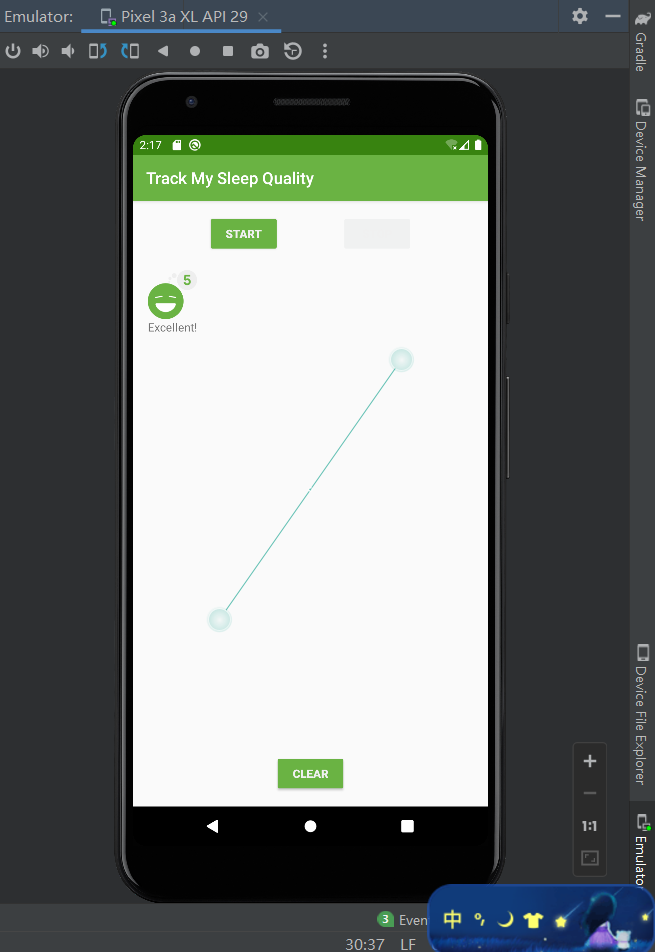 Emulator: Pixel 3a XL API 29
Gradle
Device Manager
2:17
Track My Sleep Quality
START
5
Excellent!
CLEAR
Device File Explorer
1:1
Emulator
3 Even
中
30:37 LF